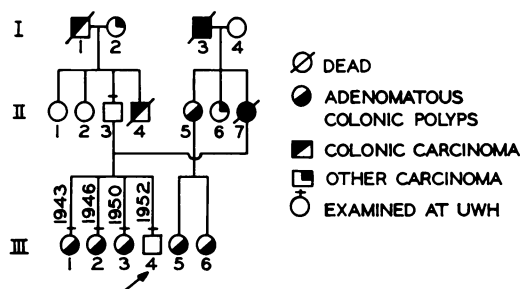 I
1 2 3 4
DEAD
ADENOMATOUS
COLONIC POLYPS
COLONIC CARCINOMA
OTHER CARCINOMA
EXAMINED AT UWH
II
1 2 3 4 5 6 7
1943 1946 1950 1952
III
1 2 3 4 5 6